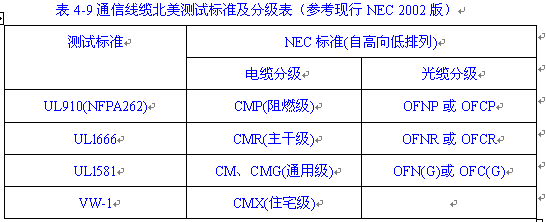 表 4-9 通信线缆北美测试标准及分级表（参考现行 NEC 2002 版）
测试标准
NEC 标准(自高向低排列)
电缆分级
光缆分级
UL910(NFPA262)
CMP(阻燃级)
OFNP 或 OFCP
UL1666
CMR(主干级)
OFNR 或 OFCR
UL1581
CM、CMG(通用级)
OFN(G)或 OFC(G)
VW-1
CMX(住宅级)